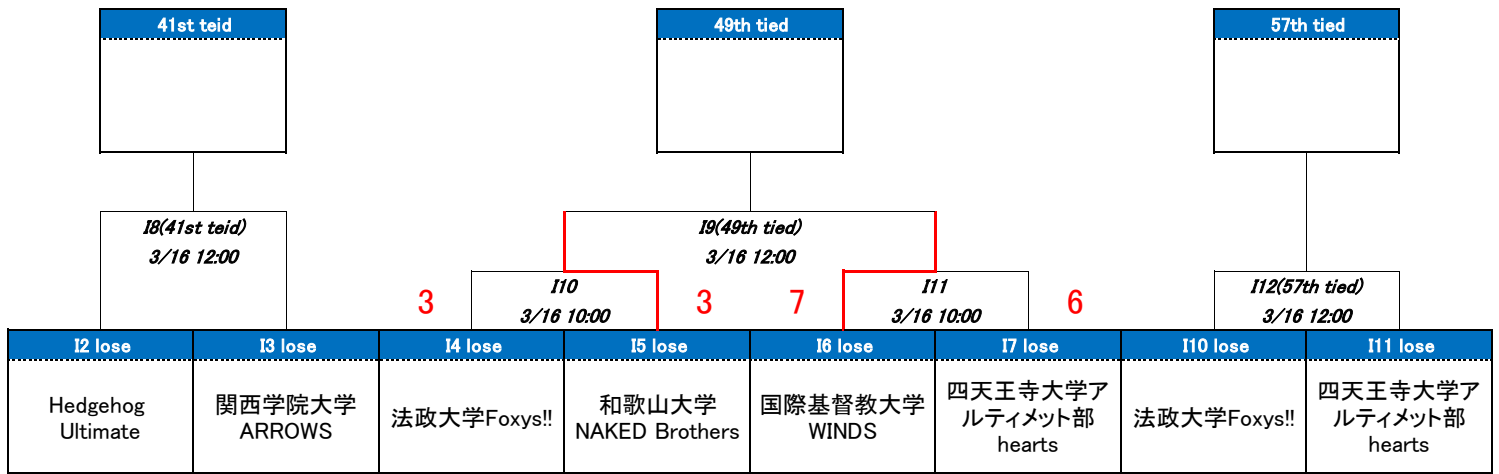 41st teid
49th tied
57th tied
I8(41st teid)
3/16 12:00
I9(49th tied)
3/16 12:00
3
I10
3/16 10:00
3
7
I11
3/16 10:00
6
I12(57th tied)
3/16 12:00
I2 lose
I3 lose
I4 lose
I5 lose
I6 lose
I7 lose
I10 lose
I11 lose
Hedgehog
Ultimate
関西学院大学
ARROWS
法政大学Foxys!!
和歌山大学
NAKED Brothers
国際基督教大学
WINDS
四天王寺大学ア
ルティメット部
hearts
法政大学Foxys!!
四天王寺大学ア
ルティメット部
hearts